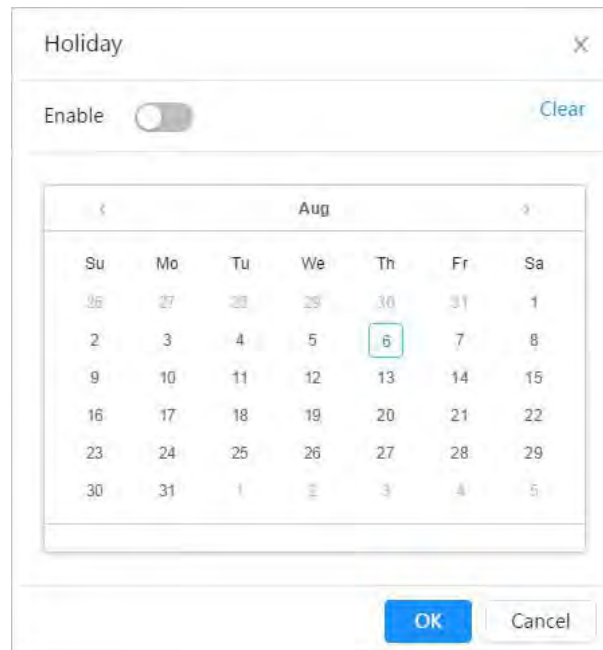 Holiday ×
Enable Clear
‹ Aug ›
Su Mo Tu We Th Fr Sa
26 27 28 29 30 31 1
2 3 4 5 6 7 8
9 10 11 12 13 14 15
16 17 18 19 20 21 22
23 24 25 26 27 28 29
30 31 1 2 3 4 5
OK Cancel